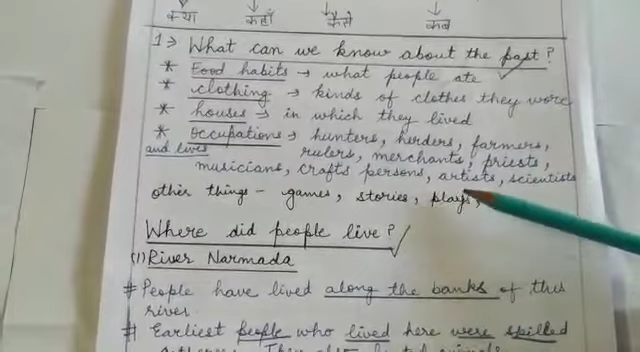 क्या कहाँ कैसे कब
1⇒ What can we know about the past?
* Food habits → what people ate
* clothing → kinds of clothes they wore
* houses → in which they lived
* occupations → hunters, herders, farmers,
and lives rulers, merchants, priests,
musicians, crafts persons, artists, scientists
other things - games, stories, plays,
Where did people live?
(1) River Narmada
# People have lived along the banks of this
river
# Earliest people who lived here were spilled